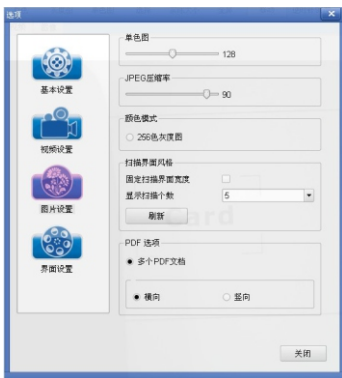 选项
基本设置
视频设置
图片设置
界面设置
单色图
128
JPEG压缩率
90
颜色模式
256色灰度图
扫描界面风格
固定扫描界面宽度
显示扫描个数 5
刷新
PDF 选项
多个PDF文档
横向 竖向
关闭